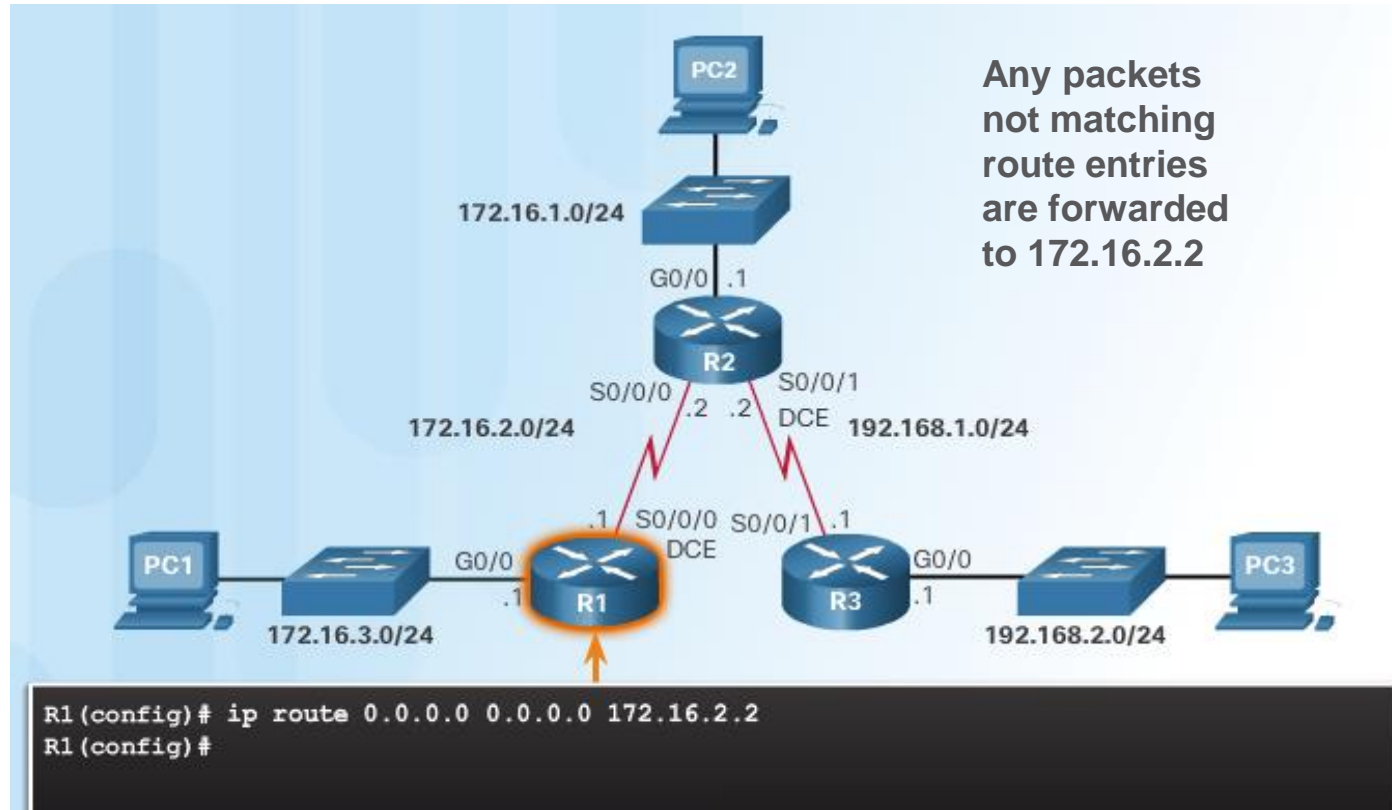 PC2
Any packets
not matching
route entries
are forwarded
to 172.16.2.2
172.16.1.0/24
G0/0 .1
R2
S0/0/0 .2 .2 S0/0/1
DCE
172.16.2.0/24 192.168.1.0/24
.1 S0/0/0 S0/0/1 .1
DCE
PC1 G0/0 .1 R1 R3 G0/0 .1 PC3
172.16.3.0/24 192.168.2.0/24
R1(config)# ip route 0.0.0.0 0.0.0.0 172.16.2.2
R1(config)#